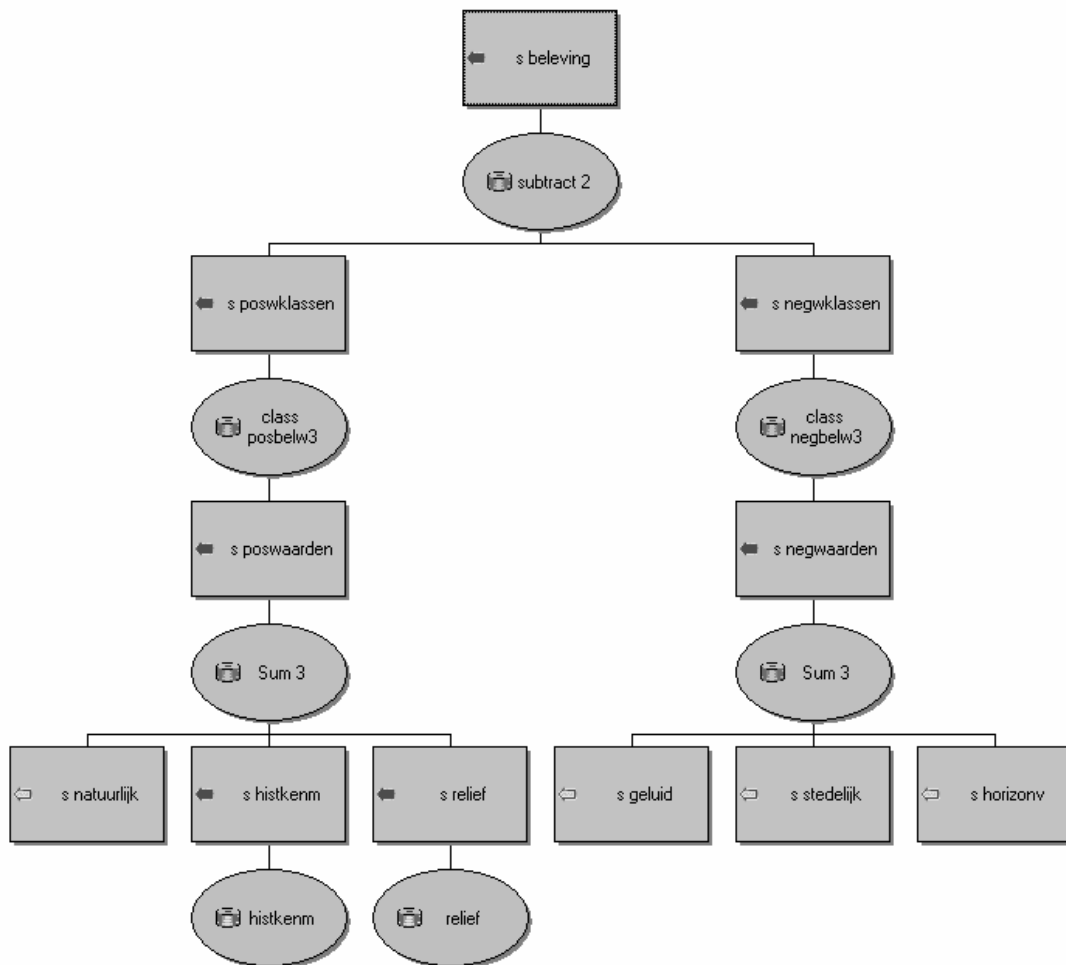 s beleving
subtract 2
s poswklassen
s negwklassen
class
posbelw3
class
negbelw3
s poswaarden
s negwaarden
Sum 3
Sum 3
s natuurlijk
s histkenm
s relief
s geluid
s stedelijk
s horizonv
histkenm
relief